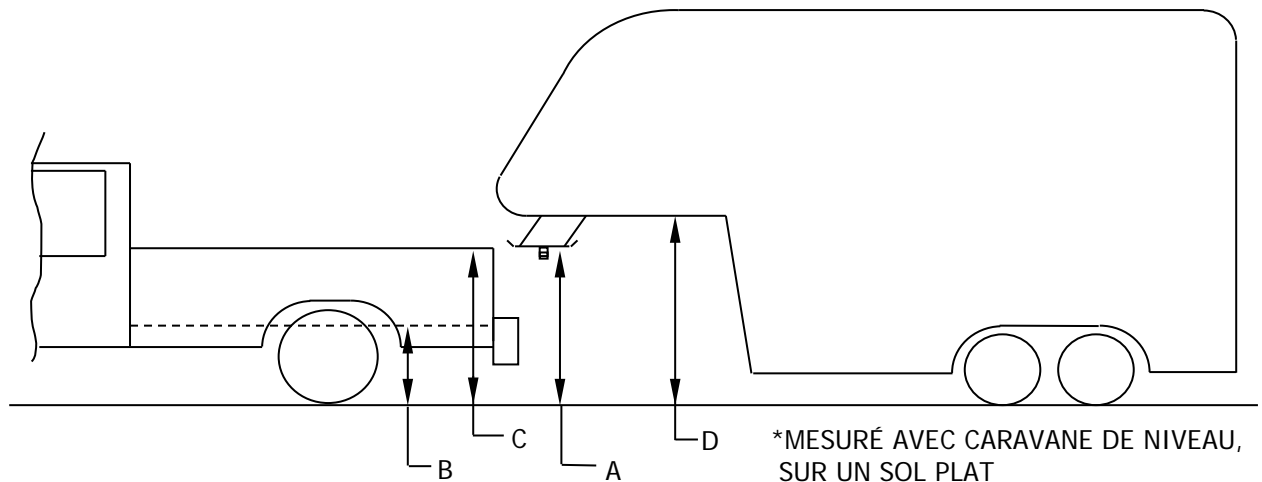 C
D
B
A
*MESURÉ AVEC CARAVANE DE NIVEAU,
SUR UN SOL PLAT